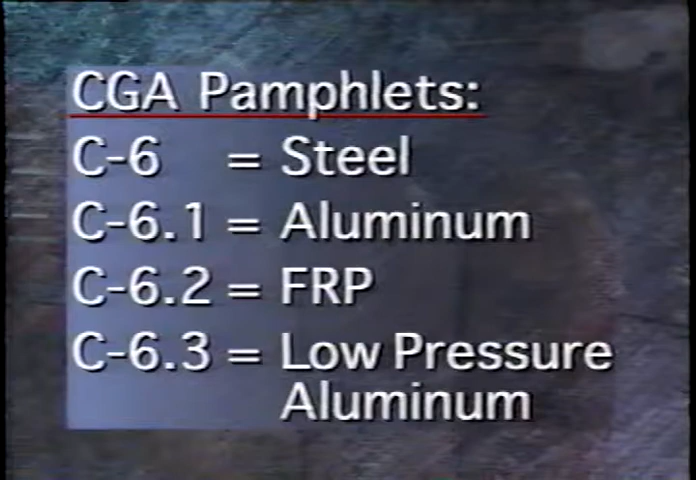 CGA Pamphlets:
C-6 = Steel
C-6.1 = Aluminum
C-6.2 = FRP
C-6.3 = Low Pressure
Aluminum